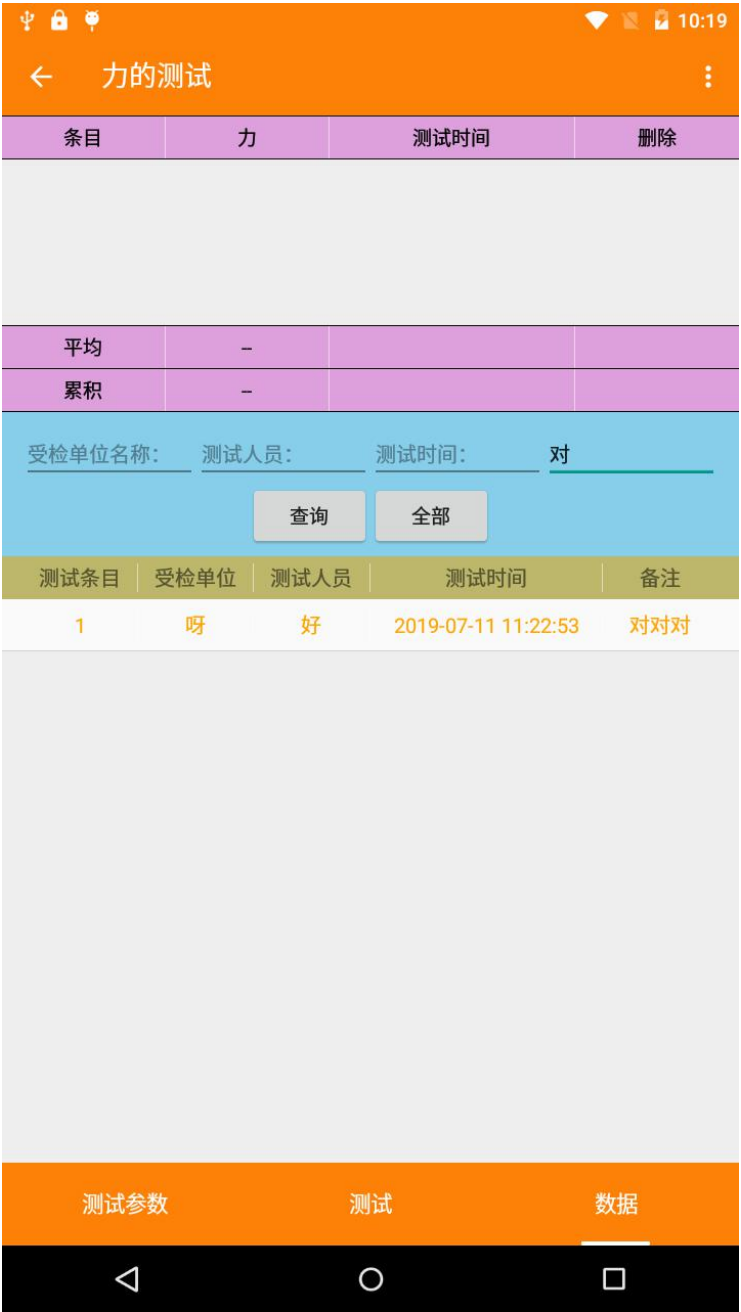 10:19
力的测试
条目 力 测试时间 删除
平均 --
累积 --
受检单位名称: 测试人员: 测试时间: 对
查询 全部
测试条目 受检单位 测试人员 测试时间 备注
1 呀 好 2019-07-11 11:22:53 对对对
测试参数 测试 数据